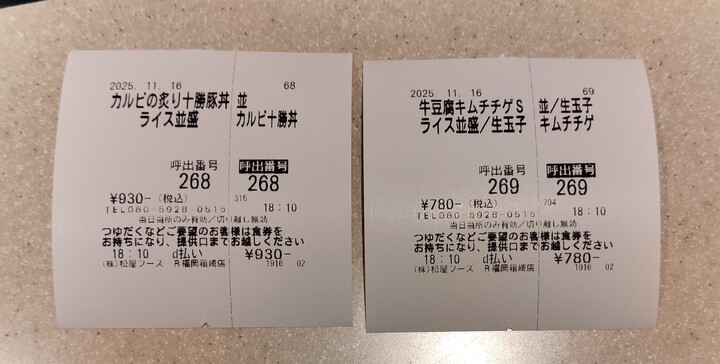 2025. 11. 16 68
カルビの炙り十勝豚丼 並
ライス並盛 カルビ十勝丼
呼出番号 呼出番号
268 268
¥930-(税込) 315 18:10
TEL080-5928-0515
当日当所のみ有効/切り離し無効
つゆだくなどご要望のお客様は食券を
お持ちになり、提供口までお越しください
18:10 d払い ¥930-
(株)松屋フーズ R福岡箱崎店 1916 02
2025. 11. 16 69
牛豆腐キムチチゲS 並/生玉子
ライス並盛/生玉子 キムチチゲ
呼出番号 呼出番号
269 269
¥780-(税込) 704 18:10
TEL080-5928-0515
当日当所のみ有効/切り離し無効
つゆだくなどご要望のお客様は食券を
お持ちになり、提供口までお越しください
18:10 d払い ¥780-
(株)松屋フーズ R福岡箱崎店 1916 02